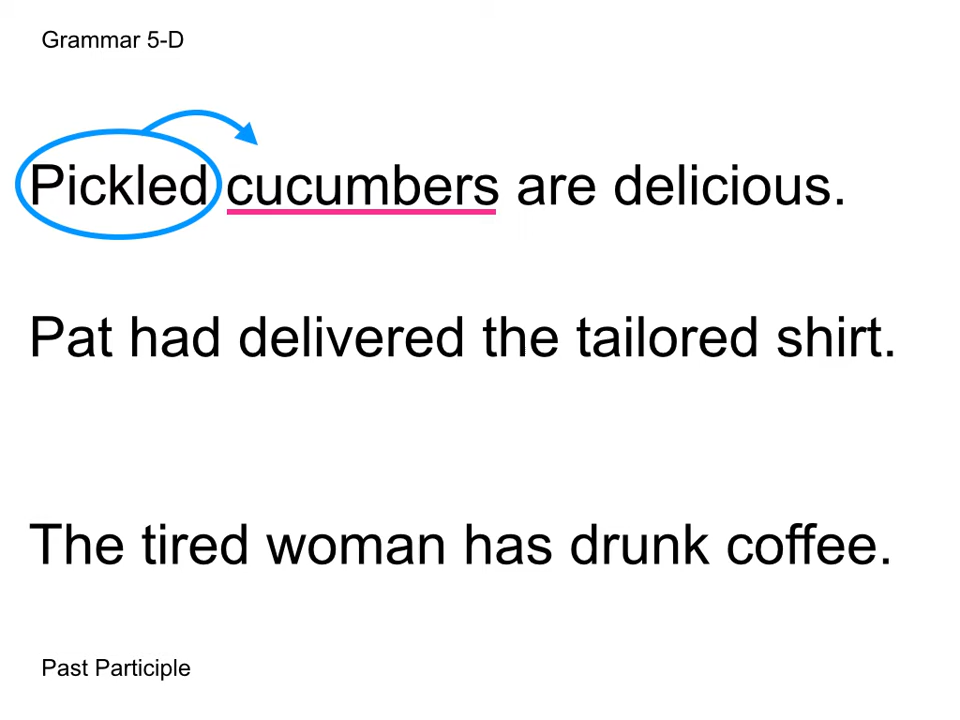 Grammar 5-D
Pickled cucumbers are delicious.
Pat had delivered the tailored shirt.
The tired woman has drunk coffee.
Past Participle